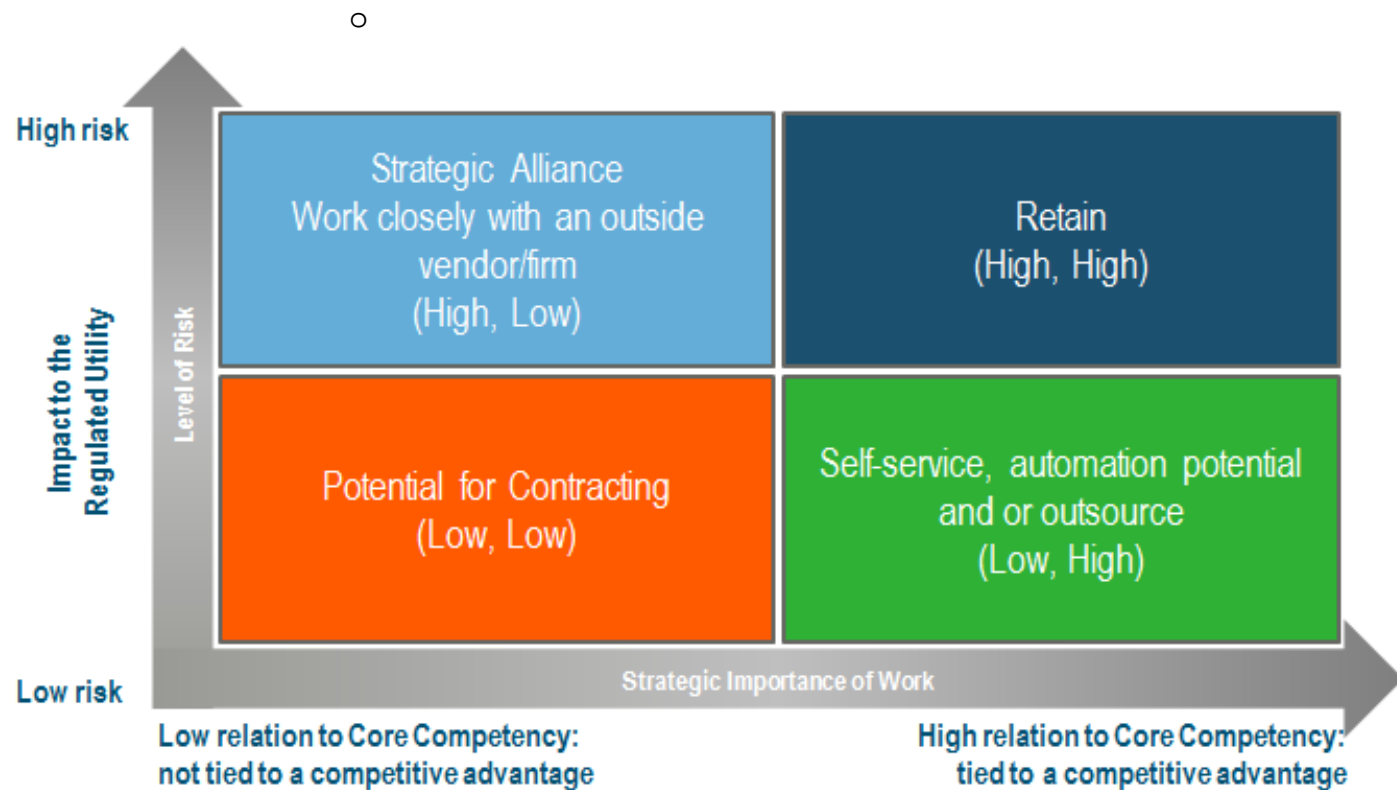 High risk
Strategic Alliance
Work closely with an outside
vendor/firm
(High, Low)
Retain
(High, High)
Impact to the
Regulated Utility
Level of Risk
Potential for Contracting
(Low, Low)
Self-service, automation potential
and or outsource
(Low, High)
Low risk
Strategic Importance of Work
Low relation to Core Competency:
not tied to a competitive advantage
High relation to Core Competency:
tied to a competitive advantage